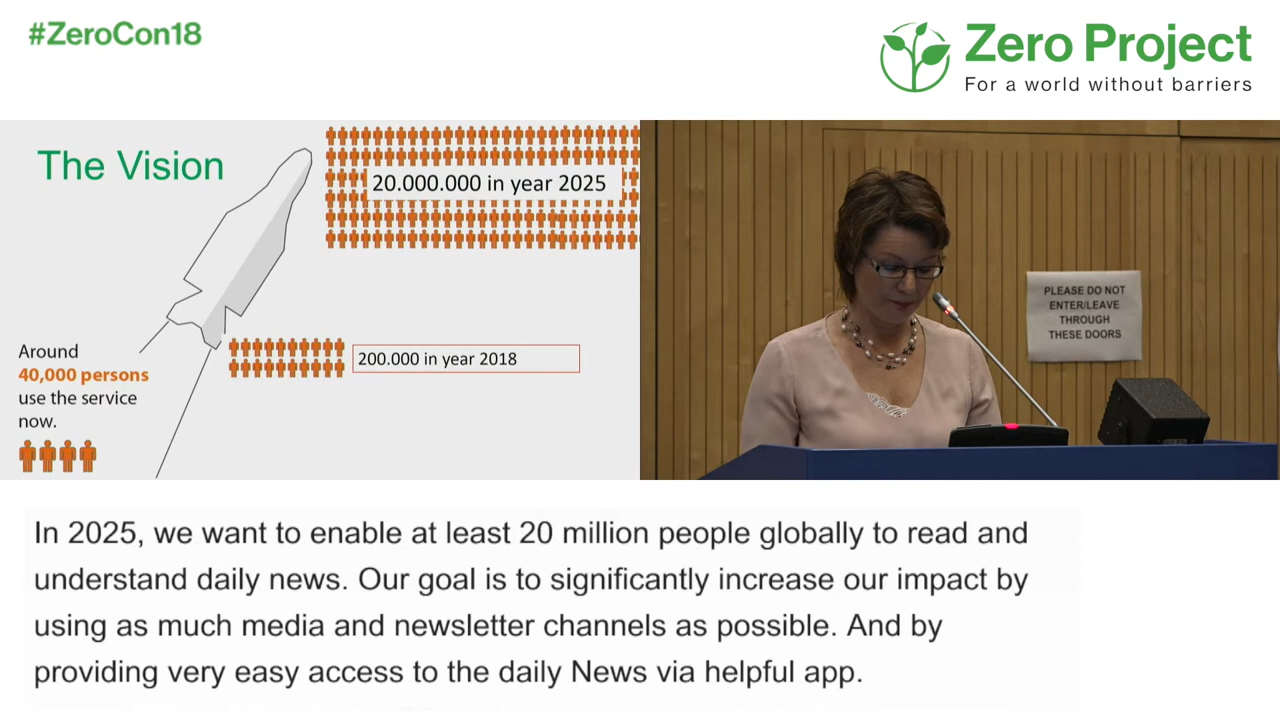 #ZeroCon18
Zero Project
For a world without barriers
The Vision
20.000.000 in year 2025
Around
40,000 persons
use the service
now.
200.000 in year 2018
PLEASE DO NOT
ENTER/LEAVE
THROUGH
THESE DOORS
In 2025, we want to enable at least 20 million people globally to read and
understand daily news. Our goal is to significantly increase our impact by
using as much media and newsletter channels as possible. And by
providing very easy access to the daily News via helpful app.